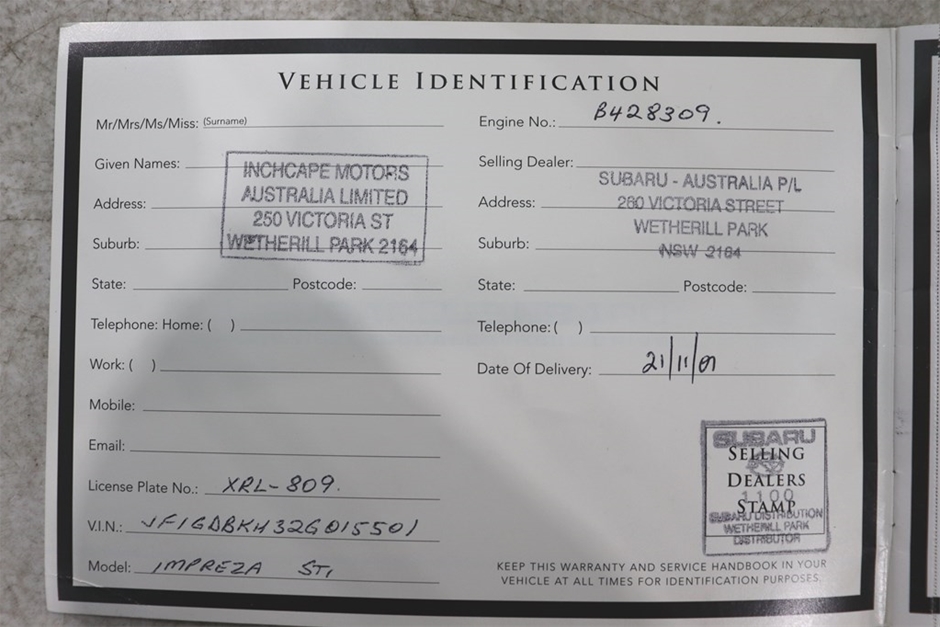 VEHICLE IDENTIFICATION
Mr/Mrs/Ms/Miss: (Surname)
Given Names:
Address:
Suburb:
INCHCAPE MOTORS
AUSTRALIA LIMITED
250 VICTORIA ST
WETHERILL PARK 2164
State: Postcode:
Telephone: Home: ( )
Work: ( )
Mobile:
Email:
License Plate No.: XRL-809.
V.I.N.: JF1GDBKH32G015501
Model: IMPREZA STi
Engine No.: B428309.
Selling Dealer:
Address:
Suburb:
SUBARU - AUSTRALIA P/L
260 VICTORIA STREET
WETHERILL PARK
NSW 2164
State: Postcode:
Telephone: ( )
Date Of Delivery: 21/11/01
SUBARU
SELLING
DEALERS
1100
STAMP
SUBARU DISTRIBUTION
WETHERILL PARK
DISTRIBUTOR
KEEP THIS WARRANTY AND SERVICE HANDBOOK IN YOUR
VEHICLE AT ALL TIMES FOR IDENTIFICATION PURPOSES.